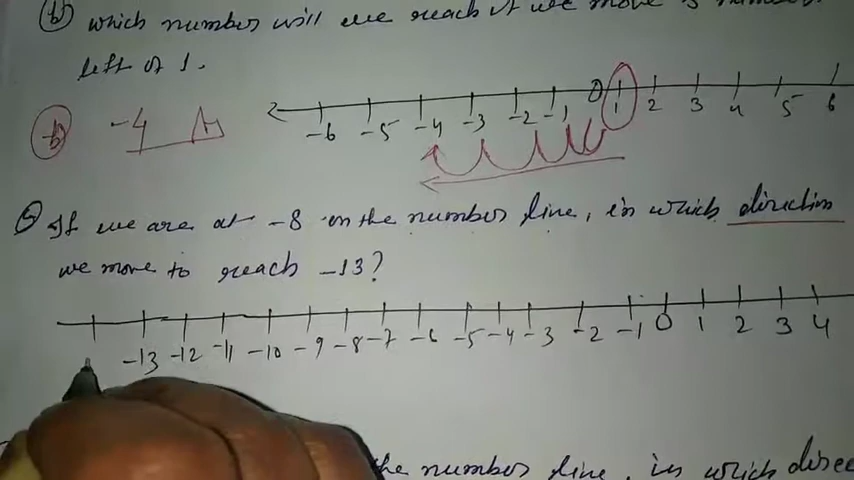 (b) which number will we reach if we move 5 numbers
left of 1.
(b) -4 A
-6 -5 -4 -3 -2 -1 0 1 2 3 4 5 6
(c) If we are at -8 on the number line, in which direction
we move to reach -13?
-13 -12 -11 -10 -9 -8 -7 -6 -5 -4 -3 -2 -1 0 1 2 3 4
the number line, in which direc